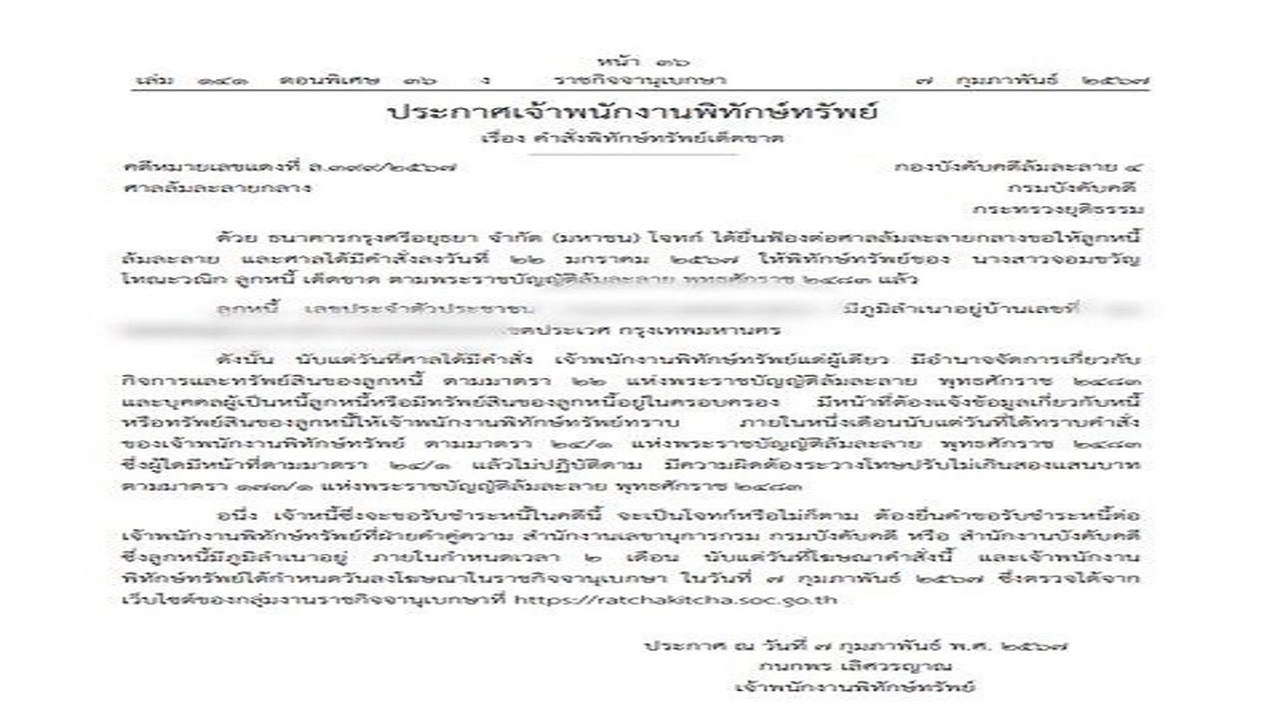 หน้า ๓๖
เล่ม ๑๔๑ ตอนพิเศษ ๓๖ ง ราชกิจจานุเบกษา ๗ กุมภาพันธ์ ๒๕๖๗
ประกาศเจ้าพนักงานพิทักษ์ทรัพย์
เรื่อง คำสั่งพิทักษ์ทรัพย์เด็ดขาด
คดีหมายเลขแดงที่ ล.๓๙๙/๒๕๖๗ กองบังคับคดีล้มละลาย ๔
ศาลล้มละลายกลาง กรมบังคับคดี
กระทรวงยุติธรรม
ด้วย ธนาคารกรุงศรีอยุธยา จำกัด (มหาชน) โจทก์ ได้ยื่นฟ้องต่อศาลล้มละลายกลางขอให้ลูกหนี้
ล้มละลาย และศาลได้มีคำสั่งลงวันที่ ๒๒ มกราคม ๒๕๖๗ ให้พิทักษ์ทรัพย์ของ นางสาวจอมขวัญ
โทณะวณิก ลูกหนี้ เด็ดขาด ตามพระราชบัญญัติล้มละลาย พุทธศักราช ๒๔๘๓ แล้ว
ลูกหนี้ เลขประจำตัวประชาชน มีภูมิลำเนาอยู่บ้านเลขที่
เขตประเวศ กรุงเทพมหานคร
ดังนั้น นับแต่วันที่ศาลได้มีคำสั่ง เจ้าพนักงานพิทักษ์ทรัพย์แต่ผู้เดียว มีอำนาจจัดการเกี่ยวกับ
กิจการและทรัพย์สินของลูกหนี้ ตามมาตรา ๒๒ แห่งพระราชบัญญัติล้มละลาย พุทธศักราช ๒๔๘๓
และบุคคลผู้เป็นหนี้ลูกหนี้หรือมีทรัพย์สินของลูกหนี้อยู่ในครอบครอง มีหน้าที่ต้องแจ้งข้อมูลเกี่ยวกับหนี้
หรือทรัพย์สินของลูกหนี้ให้เจ้าพนักงานพิทักษ์ทรัพย์ทราบ ภายในหนึ่งเดือนนับแต่วันที่ได้ทราบคำสั่ง
ของเจ้าพนักงานพิทักษ์ทรัพย์ ตามมาตรา ๒๔/๑ แห่งพระราชบัญญัติล้มละลาย พุทธศักราช ๒๔๘๓
ซึ่งผู้ใดมีหน้าที่ตามมาตรา ๒๔/๑ แล้วไม่ปฏิบัติตาม มีความผิดต้องระวางโทษปรับไม่เกินสองแสนบาท
ตามมาตรา ๑๗๓/๑ แห่งพระราชบัญญัติล้มละลาย พุทธศักราช ๒๔๘๓
อนึ่ง เจ้าหนี้ซึ่งจะขอรับชำระหนี้ในคดีนี้ จะเป็นโจทก์หรือไม่ก็ตาม ต้องยื่นคำขอรับชำระหนี้ต่อ
เจ้าพนักงานพิทักษ์ทรัพย์ที่ฝ่ายคำคู่ความ สำนักงานเลขานุการกรม กรมบังคับคดี หรือ สำนักงานบังคับคดี
ซึ่งลูกหนี้มีภูมิลำเนาอยู่ ภายในกำหนดเวลา ๒ เดือน นับแต่วันที่โฆษณาคำสั่งนี้ และเจ้าพนักงาน
พิทักษ์ทรัพย์ได้กำหนดวันลงโฆษณาในราชกิจจานุเบกษา ในวันที่ ๗ กุมภาพันธ์ ๒๕๖๗ ซึ่งตรวจได้จาก
เว็บไซต์ของกลุ่มงานราชกิจจานุเบกษาที่ https://ratchakitcha.soc.go.th
ประกาศ ณ วันที่ ๗ กุมภาพันธ์ พ.ศ. ๒๕๖๗
กนกพร เลิศวรญาณ
เจ้าพนักงานพิทักษ์ทรัพย์